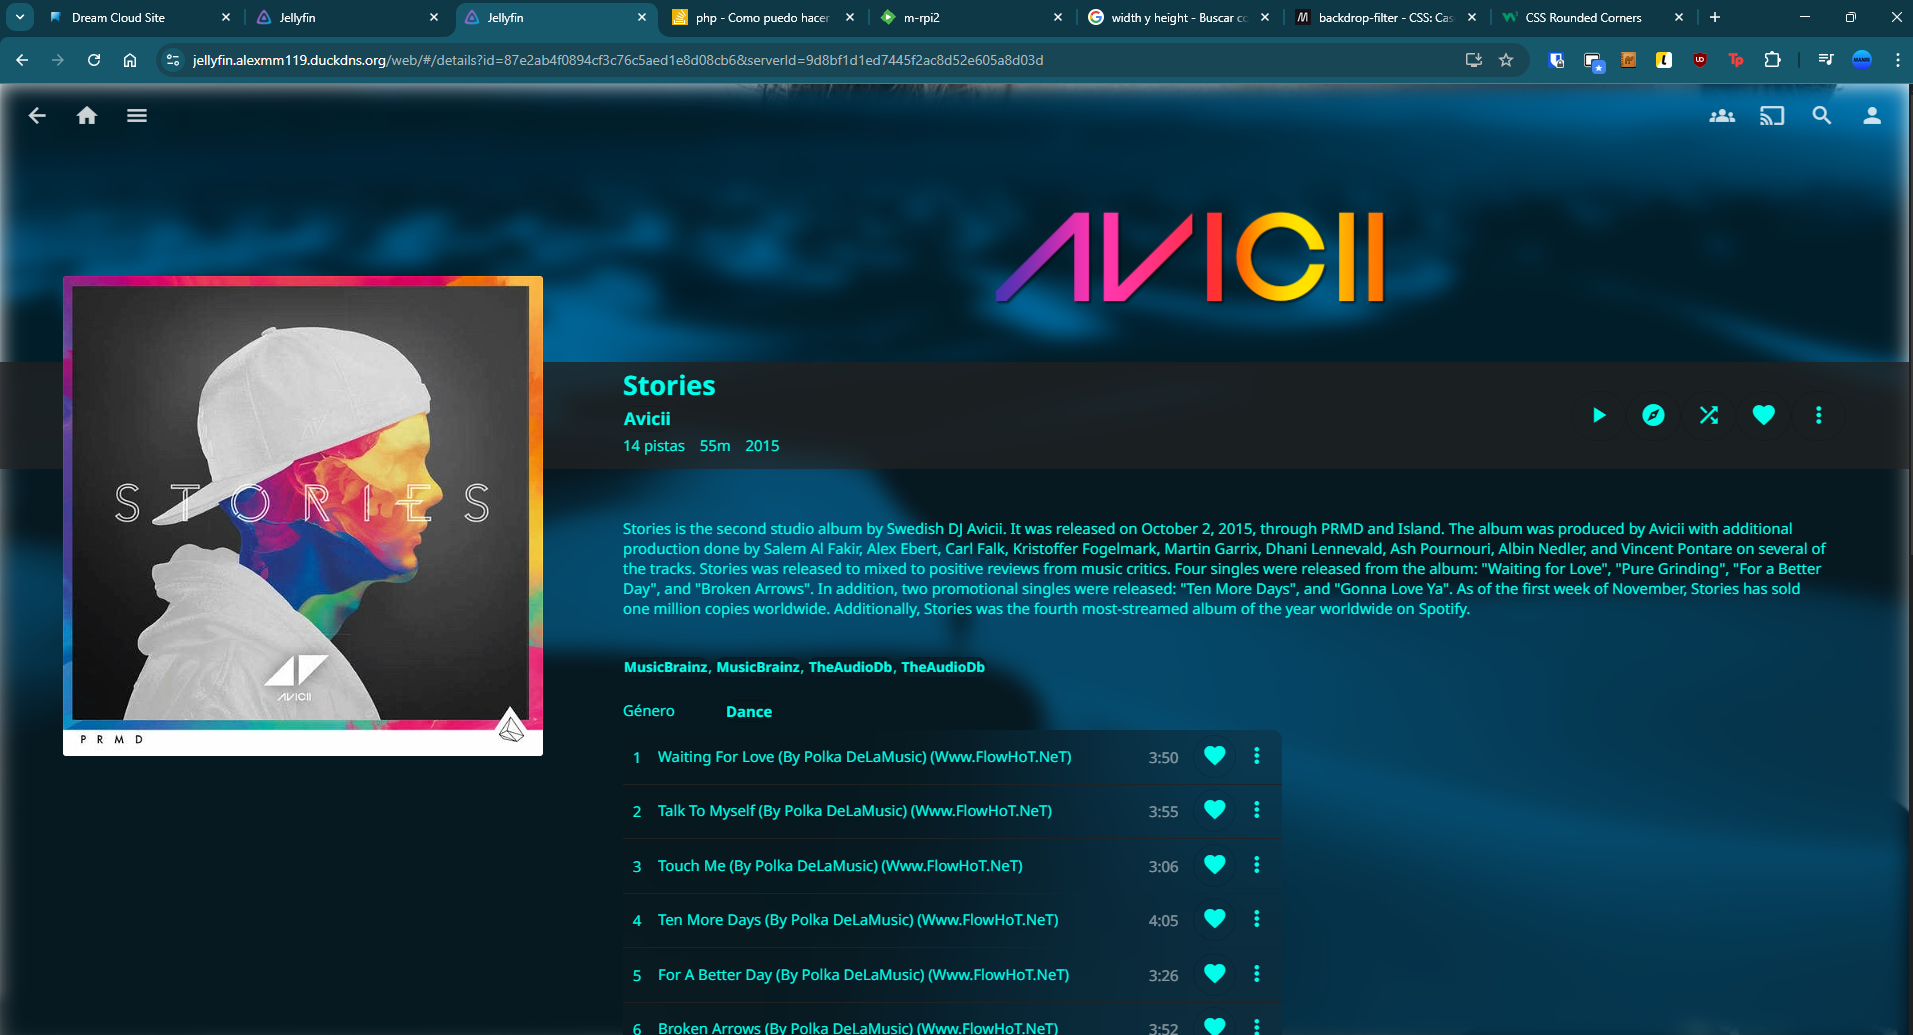 Dream Cloud Site
Jellyfin
Jellyfin
php - Como puedo hacer
m-rpi2
width y height - Buscar co
backdrop-filter - CSS: Cas
CSS Rounded Corners
jellyfin.alexmm119.duckdns.org/web/#/details?id=87e2ab4f0894cf3c76c5aed1e8d08cb6&serverId=9d8bf1d1ed7445f2ac8d52e605a8d03d
AVICII
STORIES
AVICII
PRMD
Stories
Avicii
14 pistas 55m 2015
Stories is the second studio album by Swedish DJ Avicii. It was released on October 2, 2015, through PRMD and Island. The album was produced by Avicii with additional
production done by Salem Al Fakir, Alex Ebert, Carl Falk, Kristoffer Fogelmark, Martin Garrix, Dhani Lennevald, Ash Pournouri, Albin Nedler, and Vincent Pontare on several of
the tracks. Stories was released to mixed to positive reviews from music critics. Four singles were released from the album: "Waiting for Love", "Pure Grinding", "For a Better
Day", and "Broken Arrows". In addition, two promotional singles were released: "Ten More Days", and "Gonna Love Ya". As of the first week of November, Stories has sold
one million copies worldwide. Additionally, Stories was the fourth most-streamed album of the year worldwide on Spotify.
MusicBrainz, MusicBrainz, TheAudioDb, TheAudioDb
Género Dance
1 Waiting For Love (By Polka DeLaMusic) (Www.FlowHoT.NeT) 3:50
2 Talk To Myself (By Polka DeLaMusic) (Www.FlowHoT.NeT) 3:55
3 Touch Me (By Polka DeLaMusic) (Www.FlowHoT.NeT) 3:06
4 Ten More Days (By Polka DeLaMusic) (Www.FlowHoT.NeT) 4:05
5 For A Better Day (By Polka DeLaMusic) (Www.FlowHoT.NeT) 3:26
6 Broken Arrows (By Polka DeLaMusic) (Www.FlowHoT.NeT) 3:52